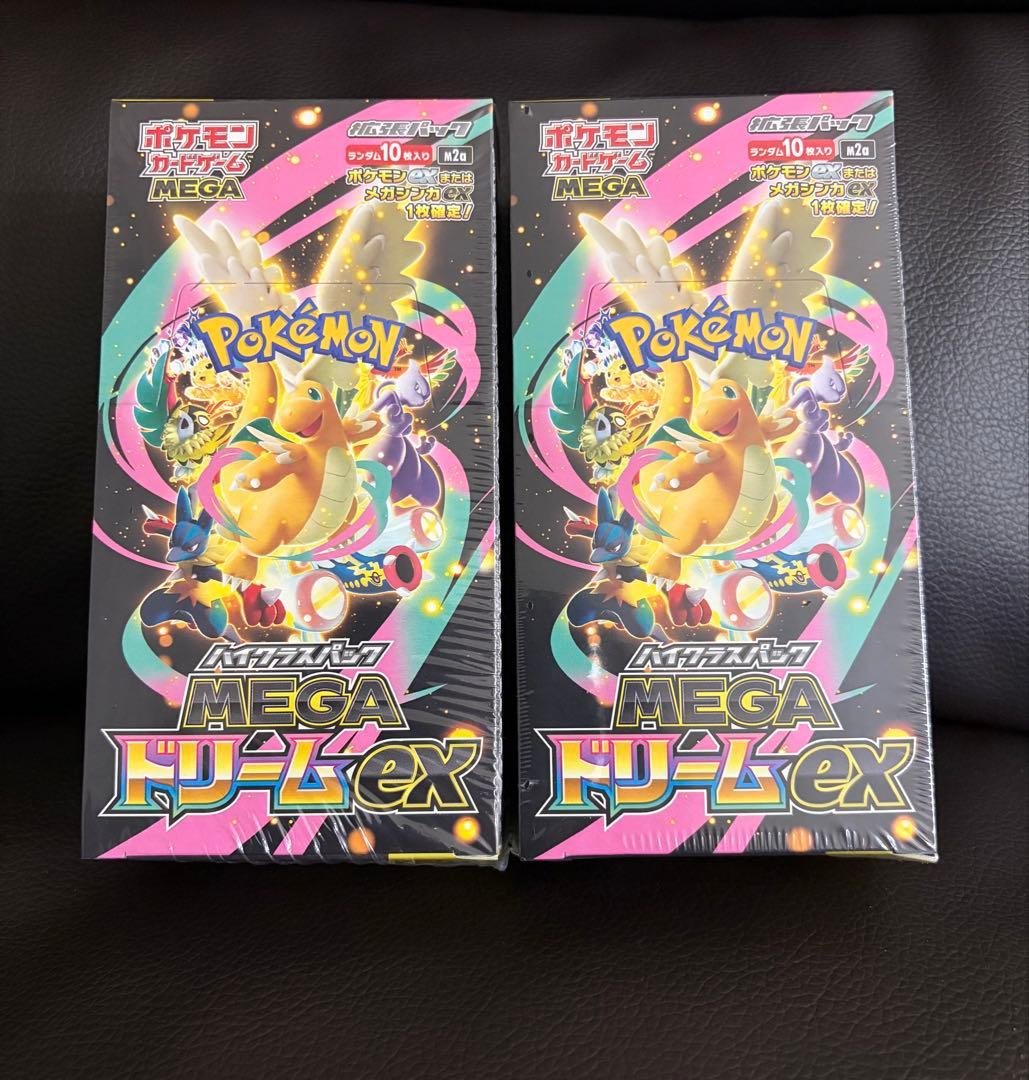 ポケモン
カードゲーム
MEGA
拡張パック
ランダム10枚入り M2a
ポケモンexまたは
メガシンカex
1枚確定!
POKéMON™
ハイクラスパック
MEGA
ドリームex
ポケモン
カードゲーム
MEGA
拡張パック
ランダム10枚入り M2a
ポケモンexまたは
メガシンカex
1枚確定!
POKéMON™
ハイクラスパック
MEGA
ドリームex